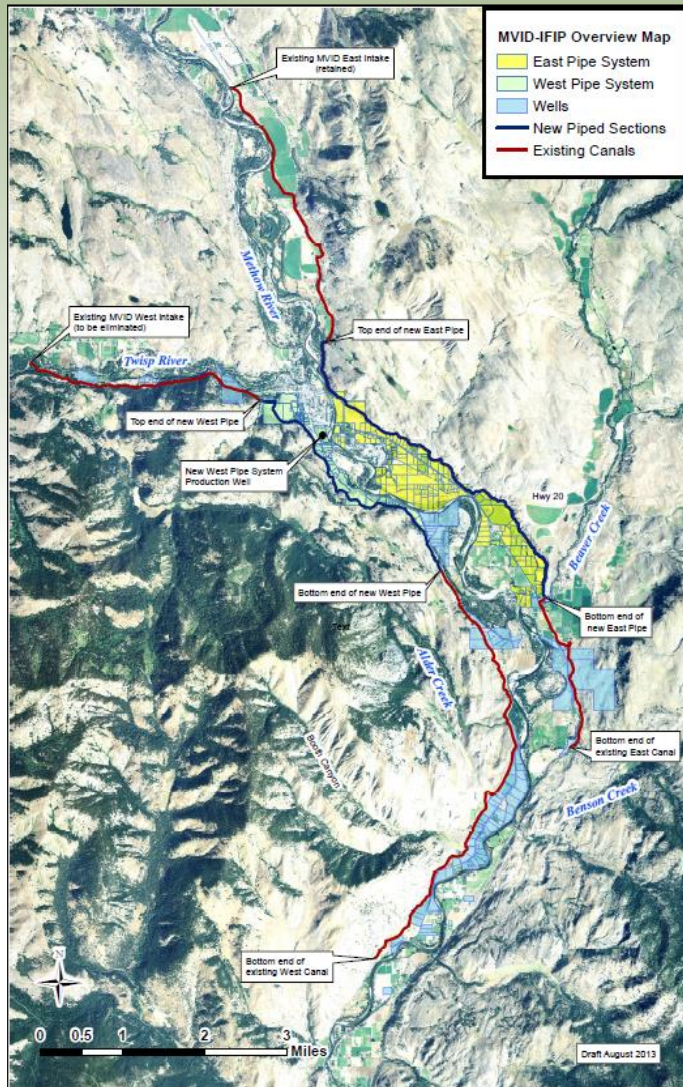 MVID-IFIP Overview Map
East Pipe System
West Pipe System
Wells
New Piped Sections
Existing Canals
Existing MVID East Intake
(retained)
Methow River
Existing MVID West Intake
(to be eliminated)
Twisp River
Top end of new East Pipe
Top end of new West Pipe
New West Pipe System
Production Well
Hwy 20
Beaver Creek
Bottom end of new West Pipe
Bottom end of
new East Pipe
Text
Alder Creek
Bottom end of
existing East Canal
Booth Canyon
Benson Creek
Bottom end of
existing West Canal
N
0 0.5 1 2 3
Miles
Draft August 2013